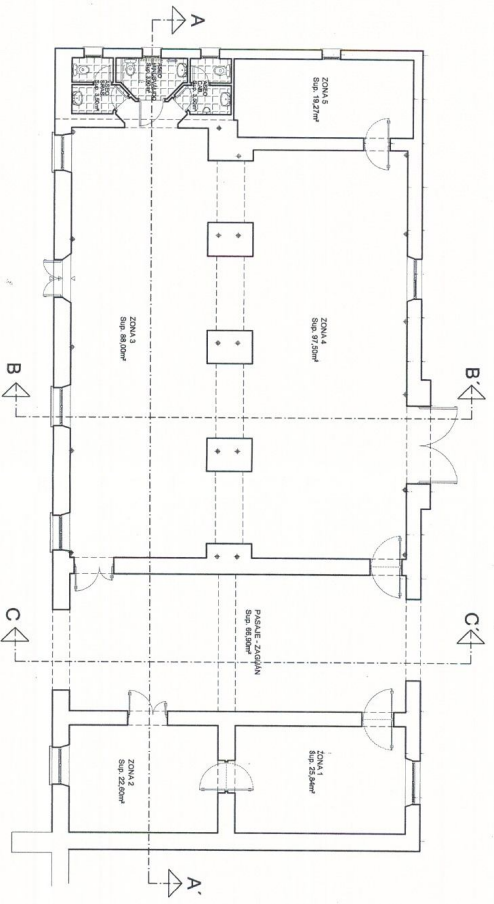 A
ZONA 5
Sup. 19,27m²
ZONA 4
Sup. 97,50m²
ZONA 3
Sup. 88,00m²
B
B´
PASAJE - ZAGUÁN
Sup. 66,90m²
C
C´
ZONA 1
Sup. 25,84m²
ZONA 2
Sup. 22,60m²
A´